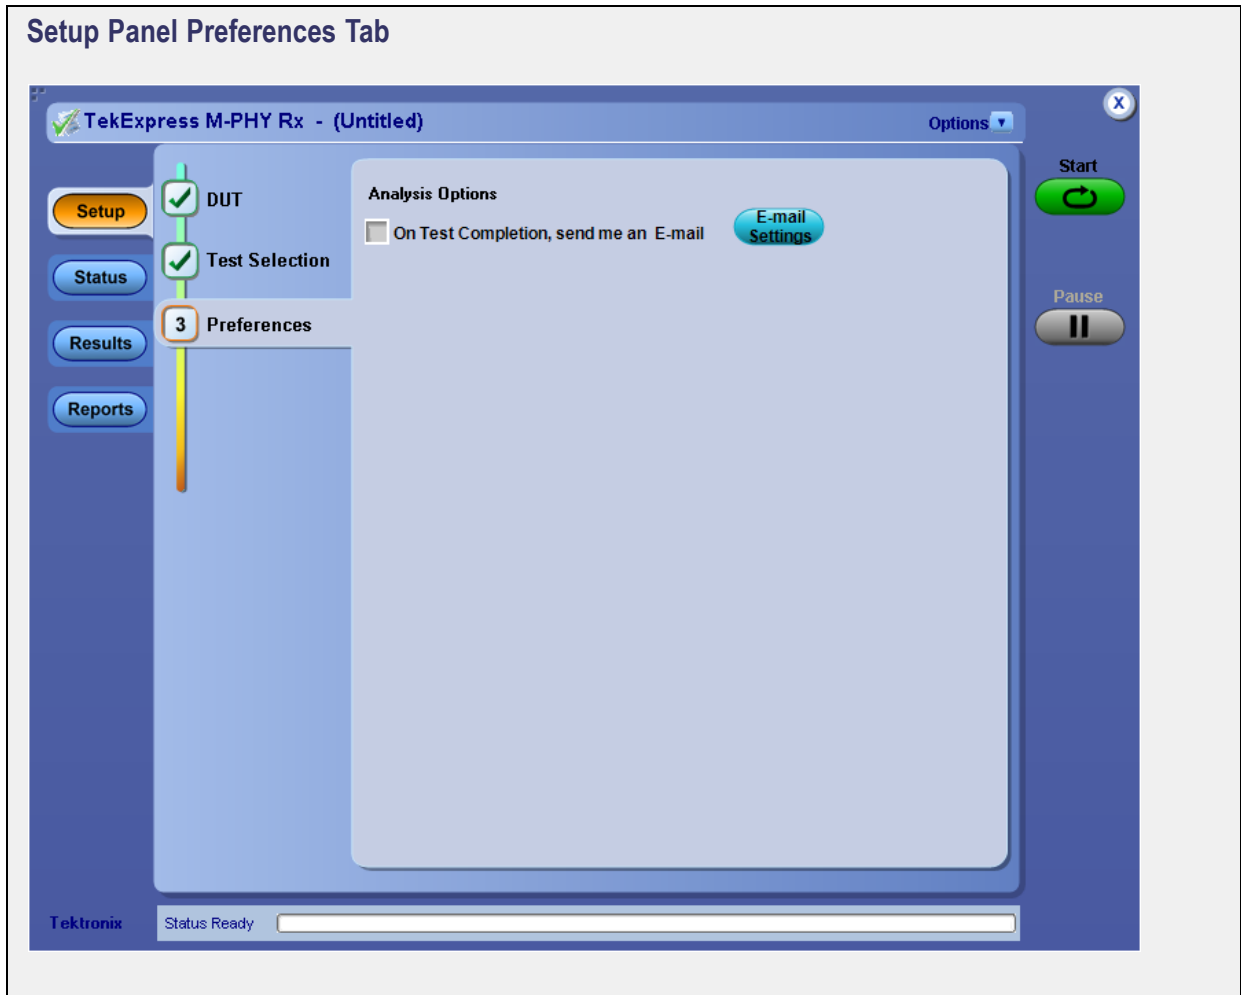 Setup Panel Preferences Tab
X
TekExpress M-PHY Rx - (Untitled)
Options
Start
Setup
DUT
Analysis Options
On Test Completion, send me an E-mail
E-mail
Settings
Test Selection
Status
Pause
3 Preferences
Results
Reports
Tektronix
Status Ready